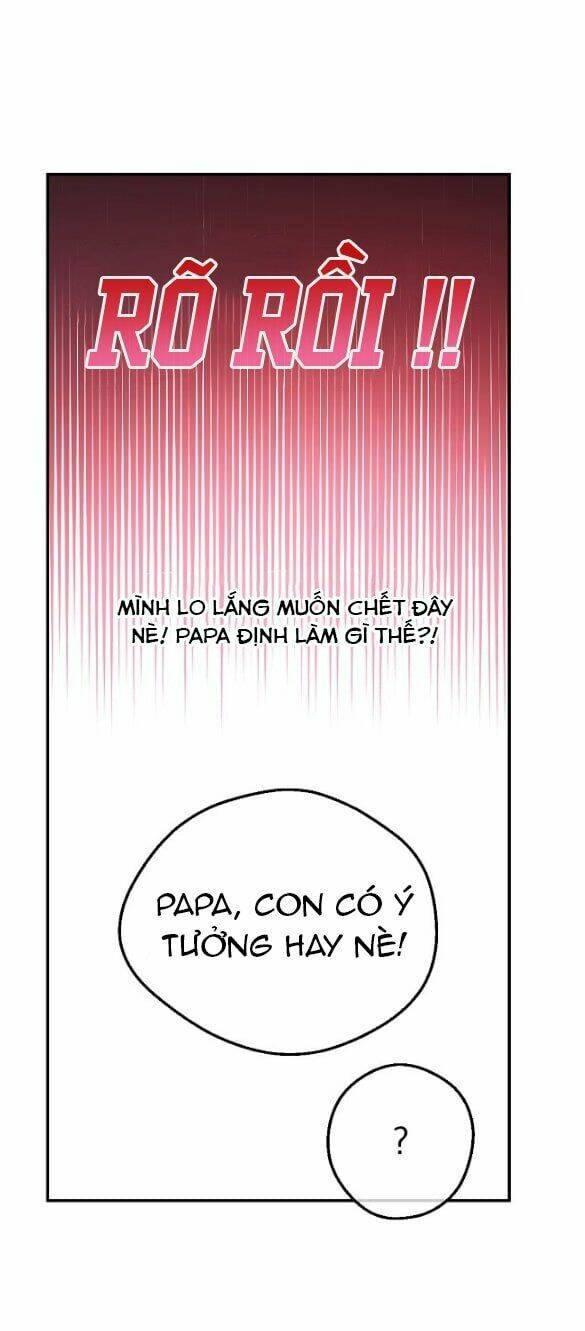 RÕ RỒI !!
MÌNH LO LẮNG MUỐN CHẾT ĐÂY
NÈ! PAPA ĐỊNH LÀM GÌ THẾ?!
PAPA, CON CÓ Ý
TƯỞNG HAY NÈ!
?